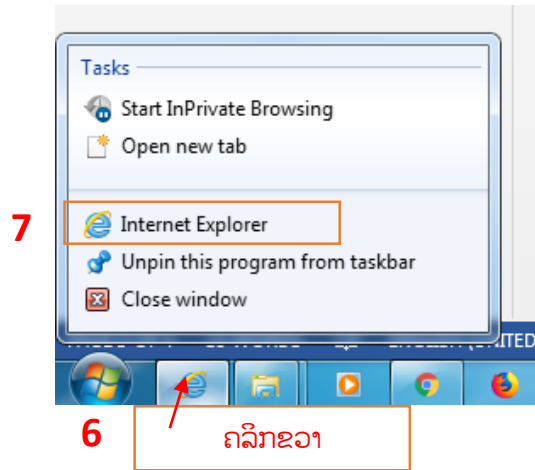 Tasks
Start InPrivate Browsing
Open new tab
7
Internet Explorer
Unpin this program from taskbar
Close window
6
ຄລິກຂວາ